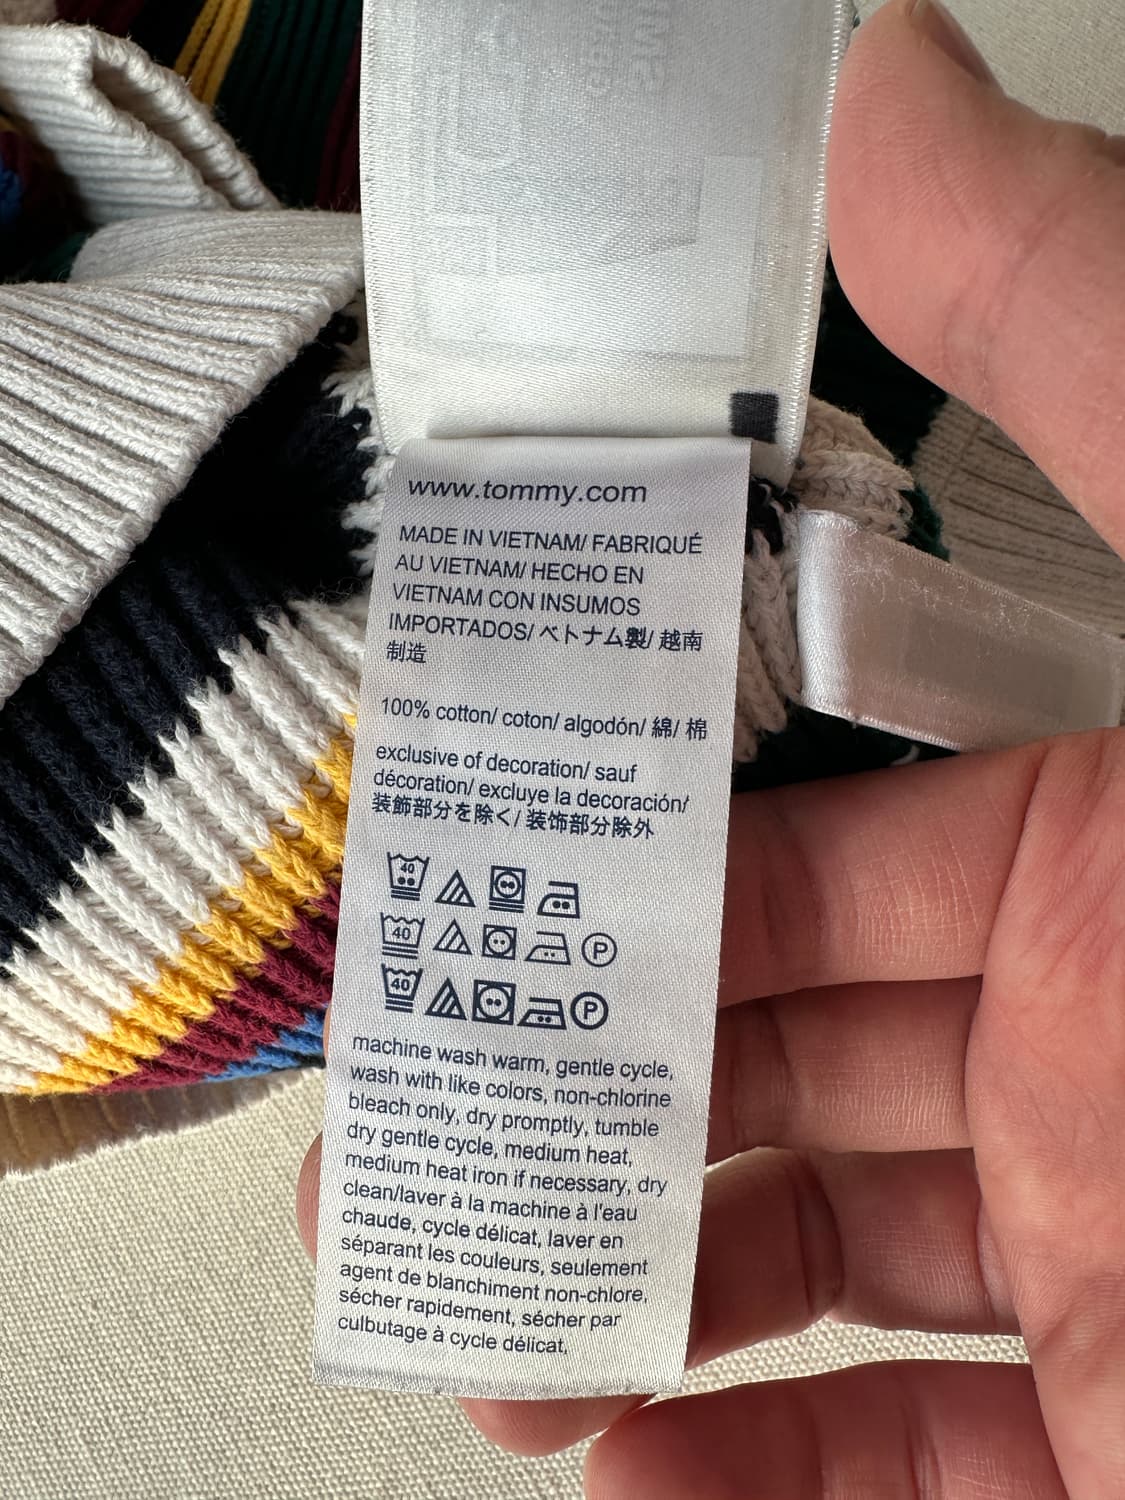 www.tommy.com
MADE IN VIETNAM/ FABRIQUÉ
AU VIETNAM/ HECHO EN
VIETNAM CON INSUMOS
IMPORTADOS/ ベトナム製/ 越南
制造
100% cotton/ coton/ algodón/ 綿/ 棉
exclusive of decoration/ sauf
décoration/ excluye la decoración/
装飾部分を除く/ 装饰部分除外
40
40 P
40 P
machine wash warm, gentle cycle,
wash with like colors, non-chlorine
bleach only, dry promptly, tumble
dry gentle cycle, medium heat,
medium heat iron if necessary, dry
clean/laver à la machine à l'eau
chaude, cycle délicat, laver en
séparant les couleurs, seulement
agent de blanchiment non-chlore,
sécher rapidement, sécher par
culbutage à cycle délicat,